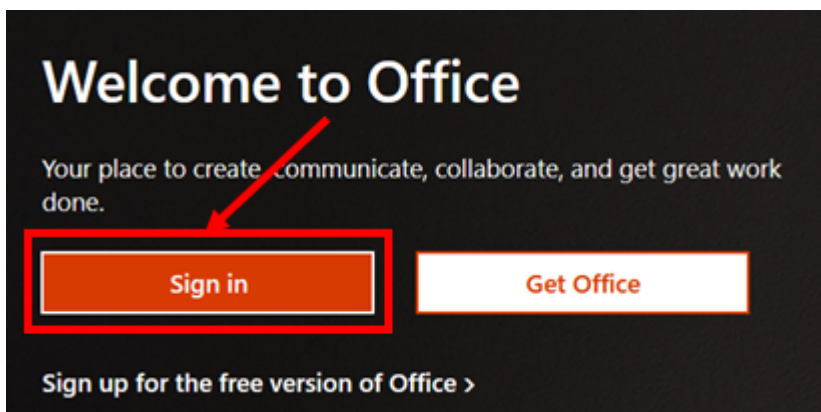 Welcome to Office
Your place to create, communicate, collaborate, and get great work
done.
Sign in
Get Office
Sign up for the free version of Office >